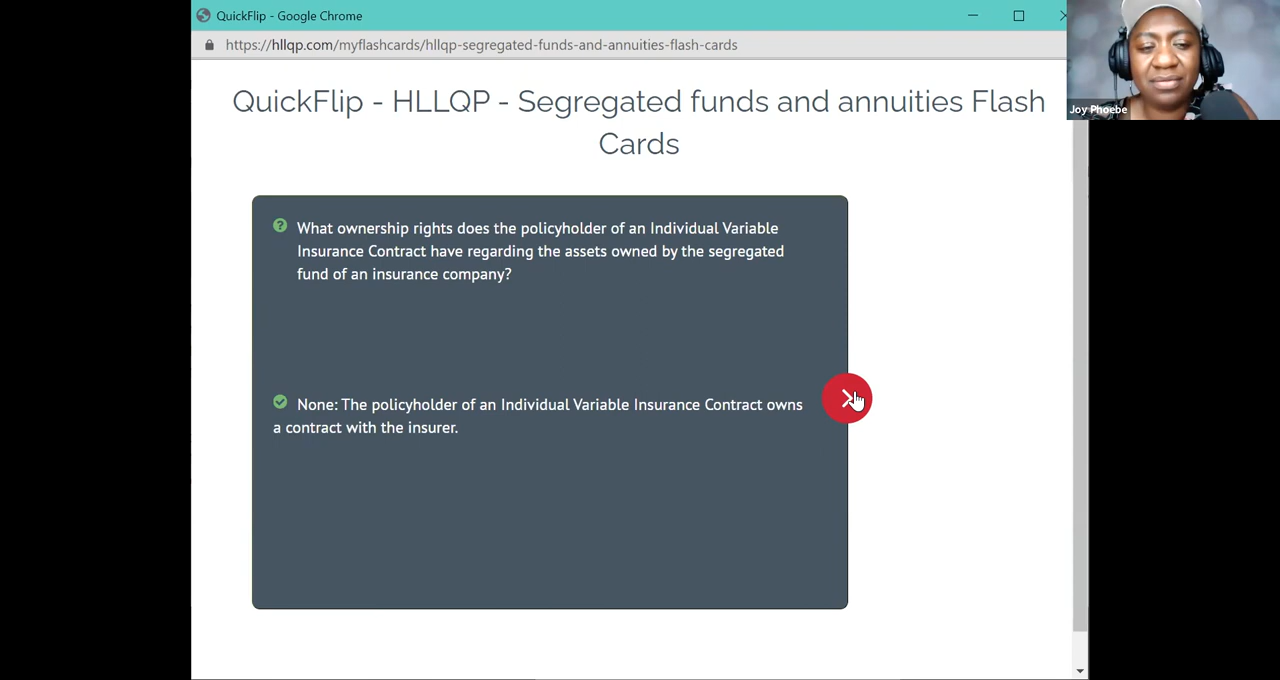 QuickFlip - Google Chrome
https://hllqp.com/myflashcards/hllqp-segregated-funds-and-annuities-flash-cards
Joy Phoebe
QuickFlip - HLLQP - Segregated funds and annuities Flash
Cards
What ownership rights does the policyholder of an Individual Variable
Insurance Contract have regarding the assets owned by the segregated
fund of an insurance company?
None: The policyholder of an Individual Variable Insurance Contract owns
a contract with the insurer.